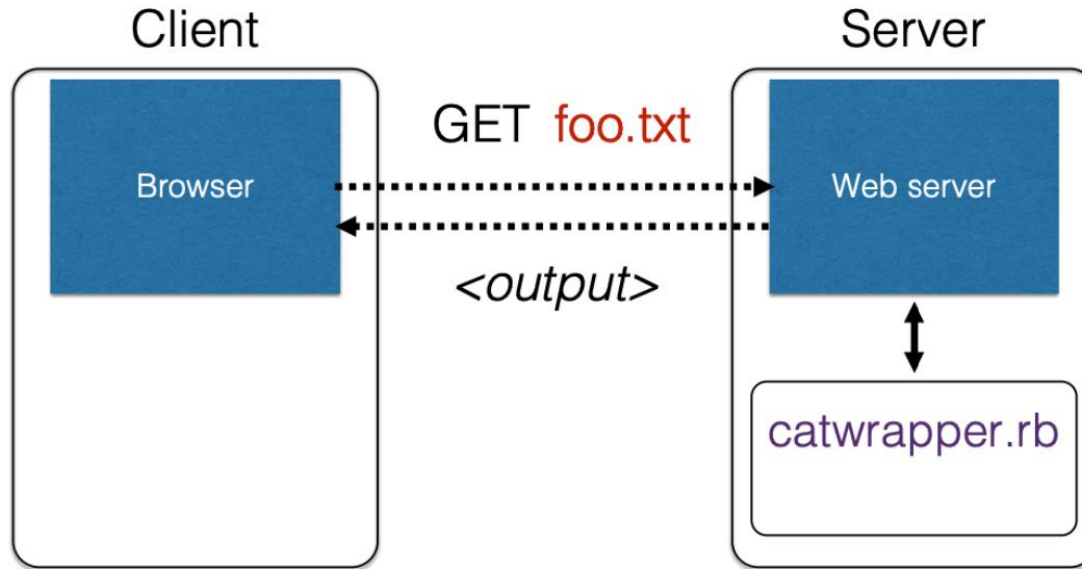 Client
Server
GET foo.txt
Browser
Web server
<output>
catwrapper.rb